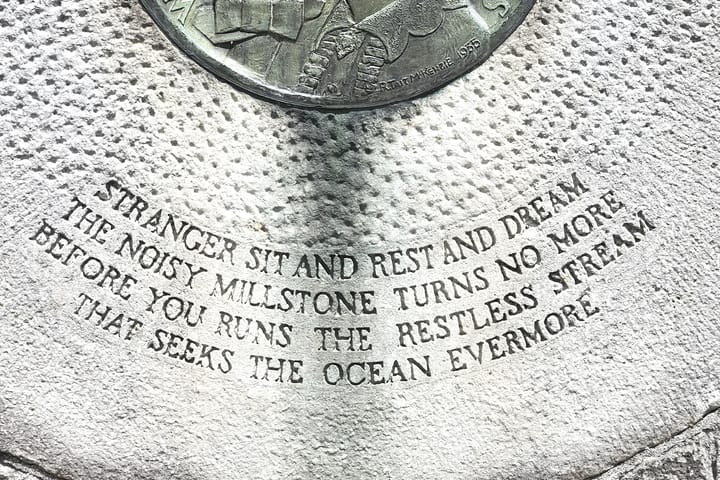 R. TAIT McKENZIE 1935
STRANGER SIT AND REST AND DREAM
THE NOISY MILLSTONE TURNS NO MORE
BEFORE YOU RUNS THE RESTLESS STREAM
THAT SEEKS THE OCEAN EVERMORE